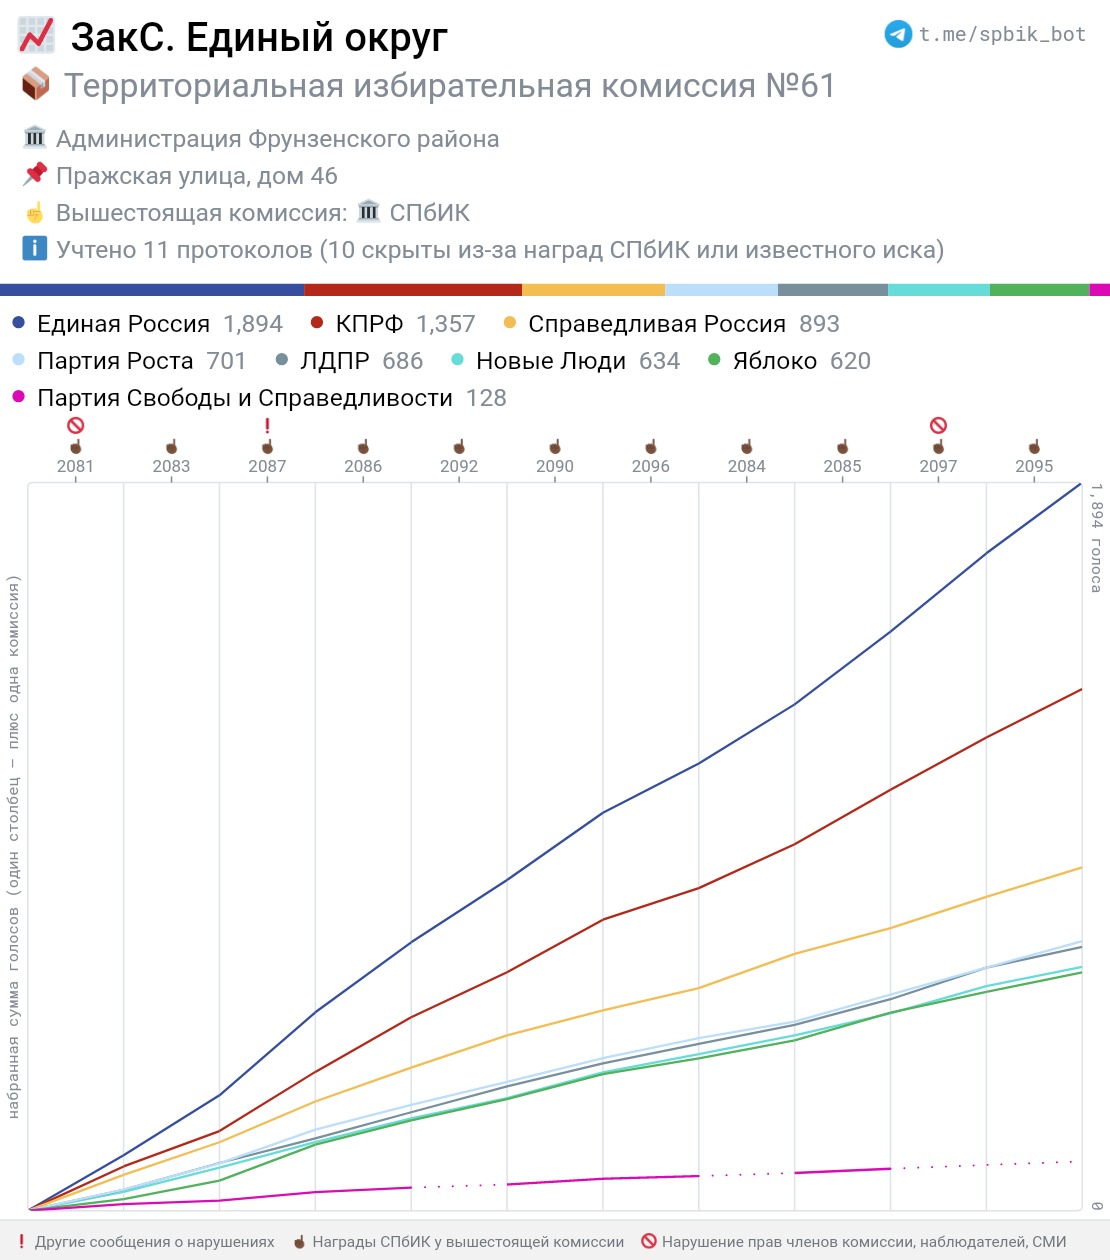 ЗакС. Единый округ
t.me/spbik_bot
Территориальная избирательная комиссия №61
Администрация Фрунзенского района
Пражская улица, дом 46
Вышестоящая комиссия: СПбИК
Учтено 11 протоколов (10 скрыты из-за наград СПбИК или известного иска)
Единая Россия 1,894 КПРФ 1,357 Справедливая Россия 893
Партия Роста 701 ЛДПР 686 Новые Люди 634 Яблоко 620
Партия Свободы и Справедливости 128
2081 2083 2087 2086 2092 2090 2096 2084 2085 2097 2095
1,894 голоса
набранная сумма голосов (один столбец — плюс одна комиссия)
0
Другие сообщения о нарушениях Награды СПбИК у вышестоящей комиссии Нарушение прав членов комиссии, наблюдателей, СМИ